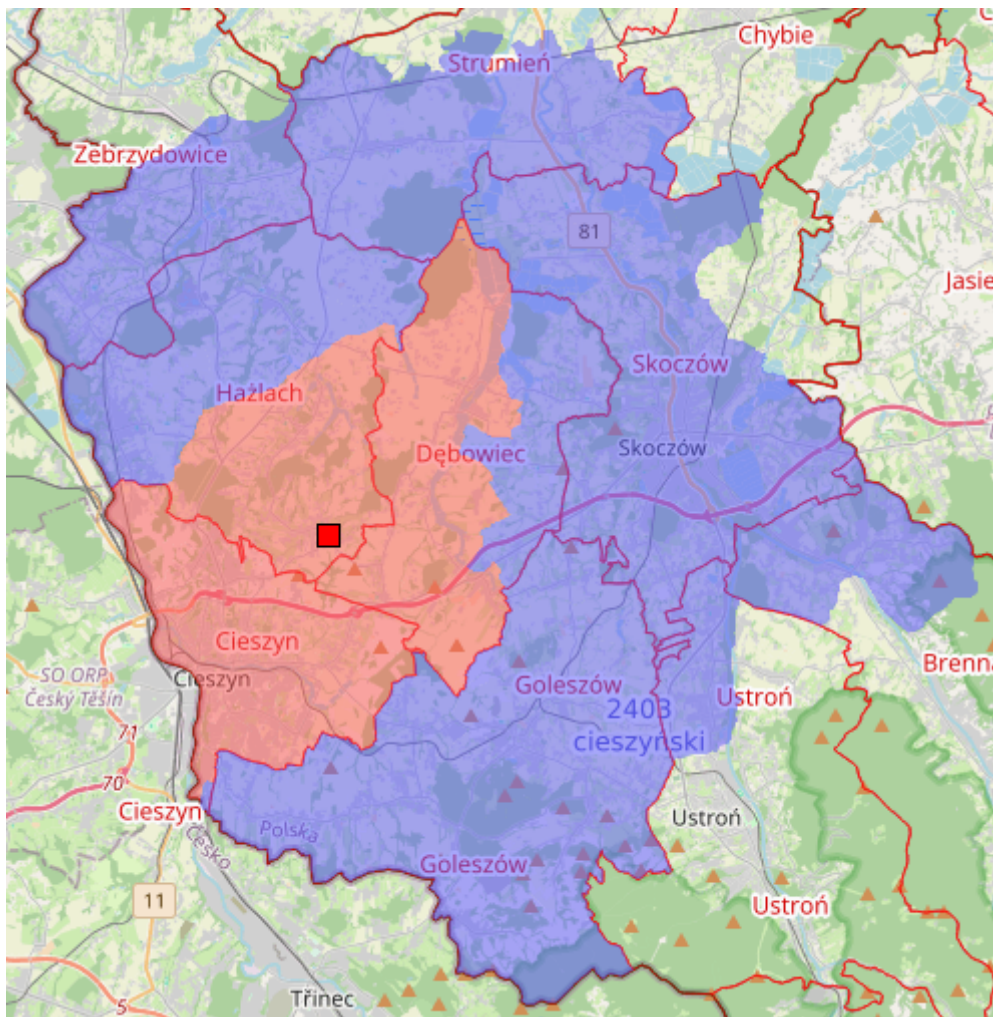 Chybie
Strumień
Zebrzydowice
81
Jasie
Skoczów
Hażlach
Skoczów
Dębowiec
Cieszyn
SO ORP
Český Těšín
Cieszyn
Brenna
Goleszów
Ustroń
2403
cieszyński
71
70
Cieszyn
Ustroń
Polska
Česko
Goleszów
11
Ustroń
Třinec
5